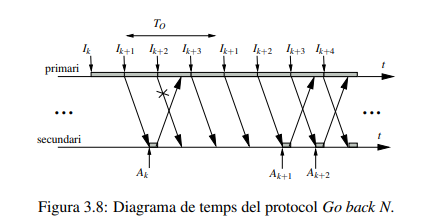 T_O
I_k I_{k+1} I_{k+2} I_{k+3} I_{k+1} I_{k+2} I_{k+3} I_{k+4}
primari t
... ...
secundari t
A_k A_{k+1} A_{k+2}
Figura 3.8: Diagrama de temps del protocol Go back N.